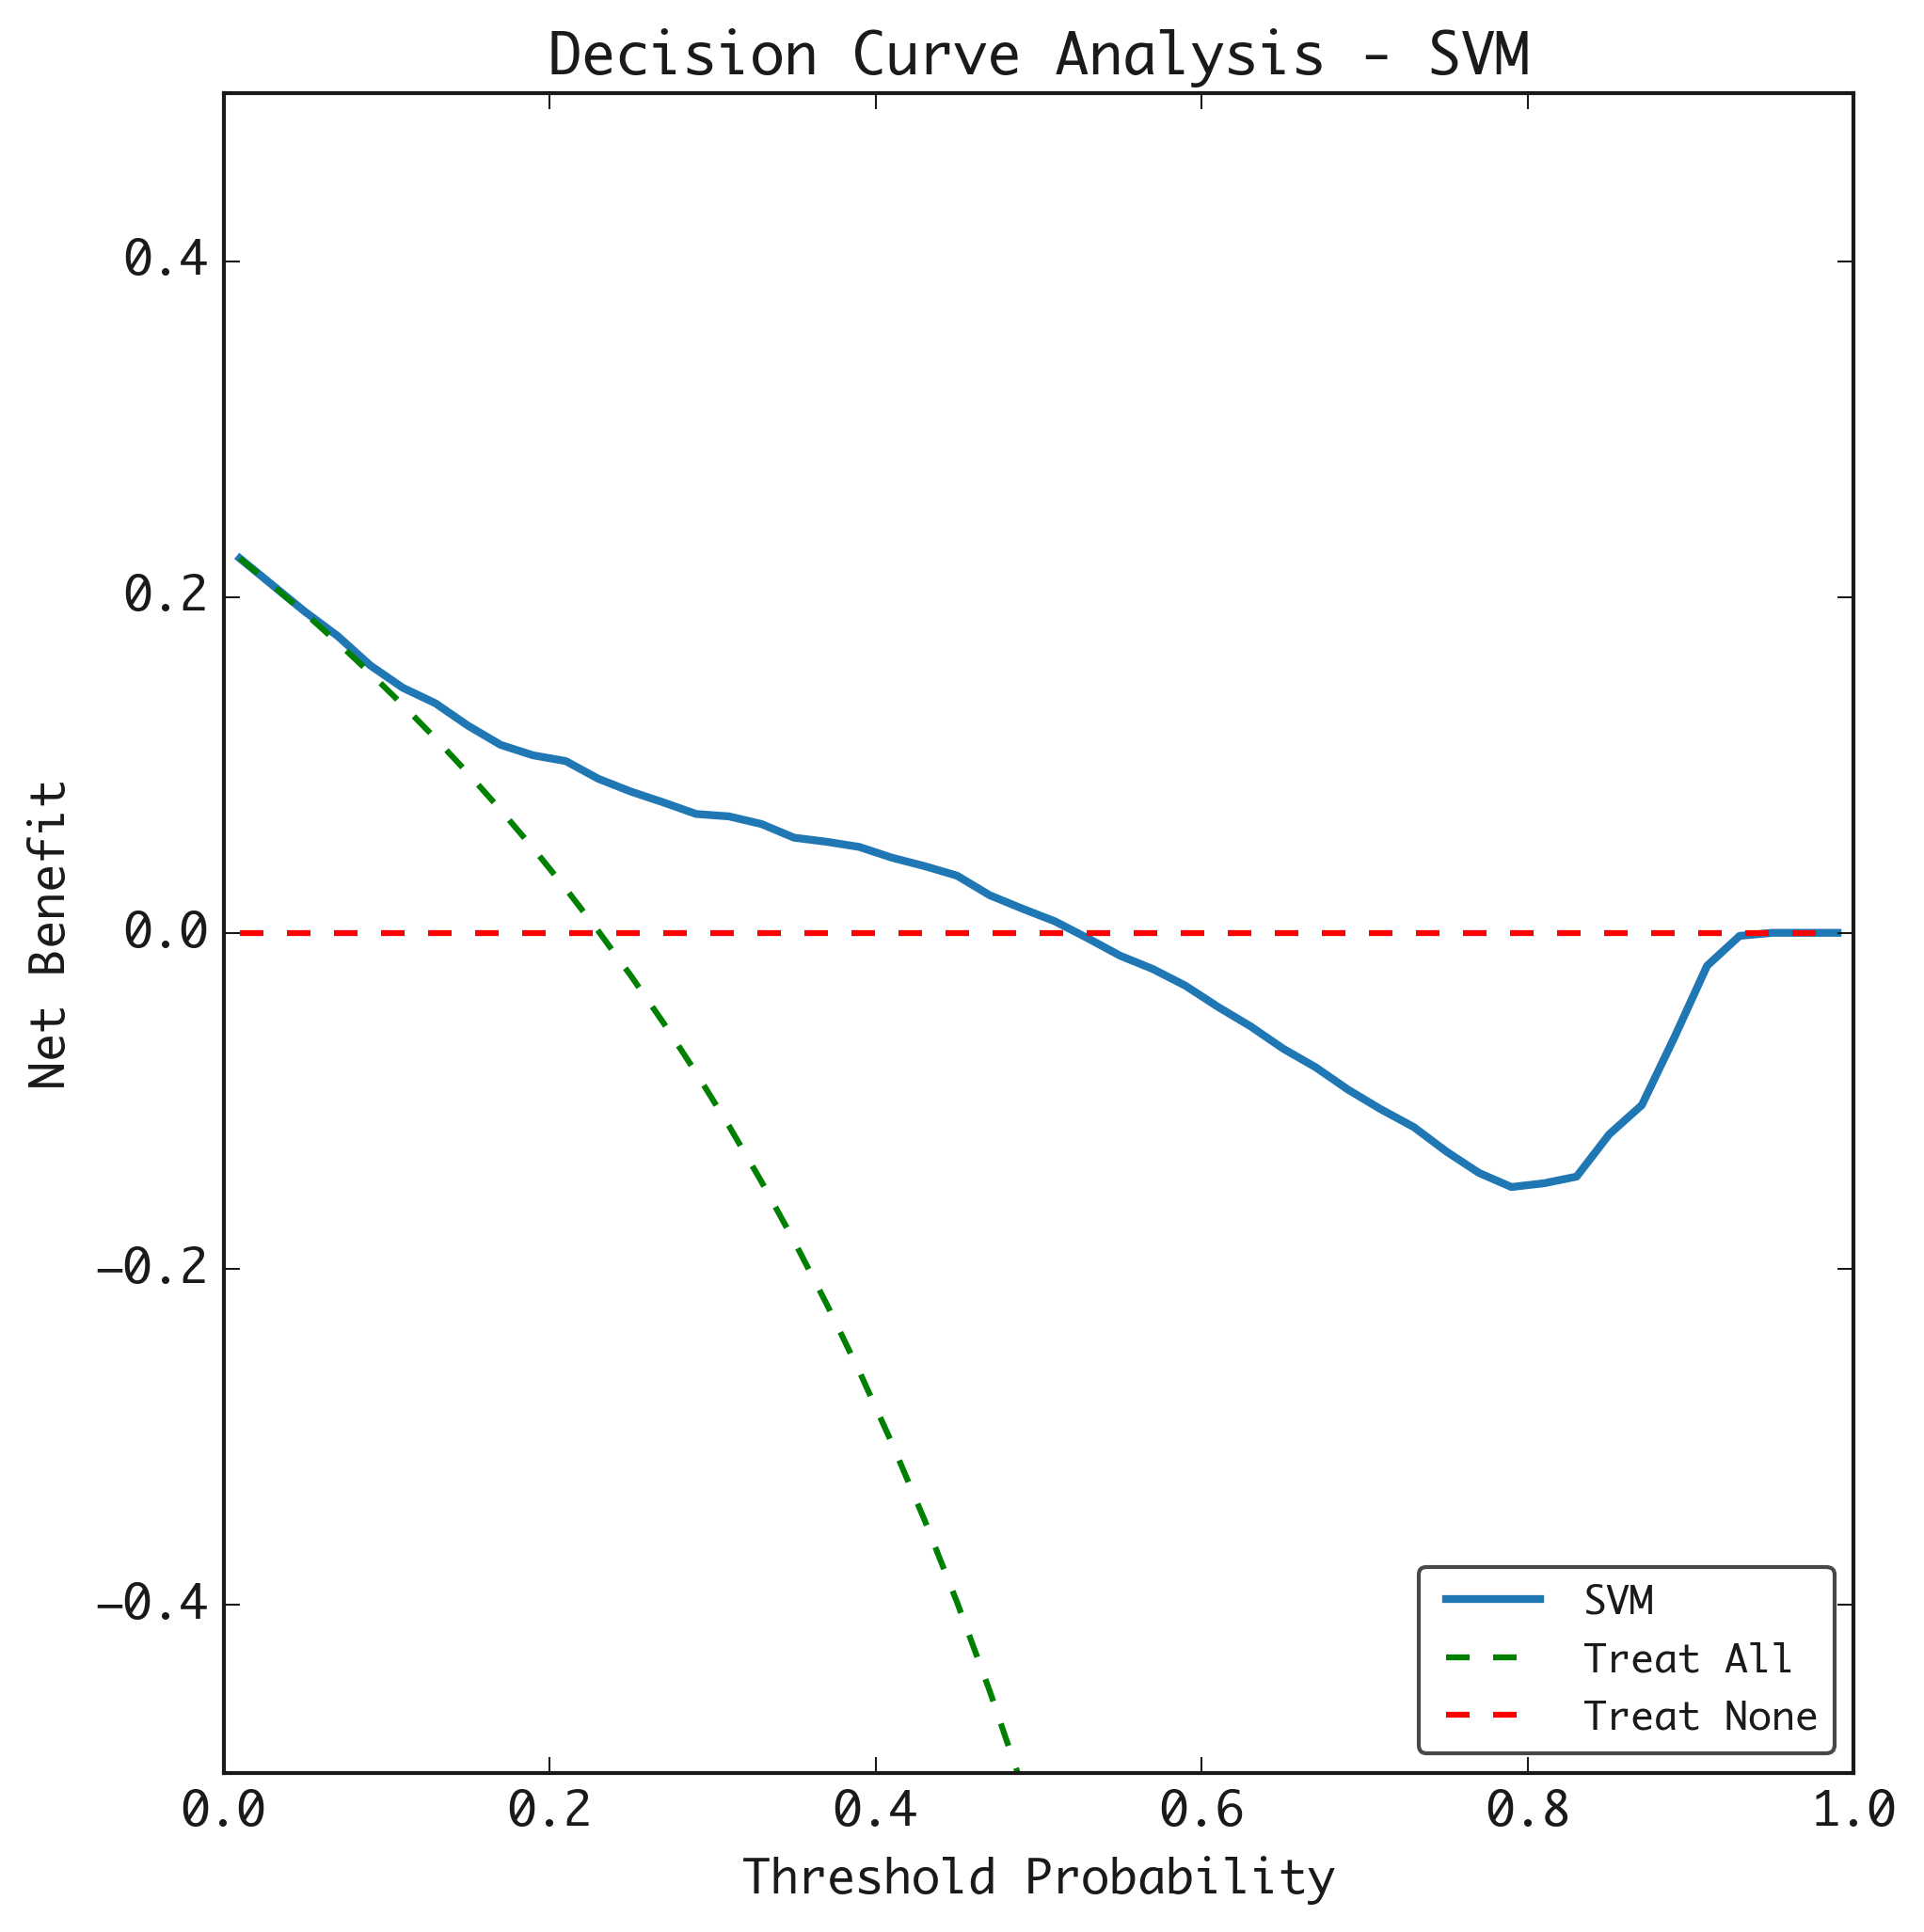 Decision Curve Analysis - SVM
Net Benefit
0.4
0.2
0.0
−0.2
−0.4
0.0 0.2 0.4 0.6 0.8 1.0
Threshold Probability
SVM
Treat All
Treat None